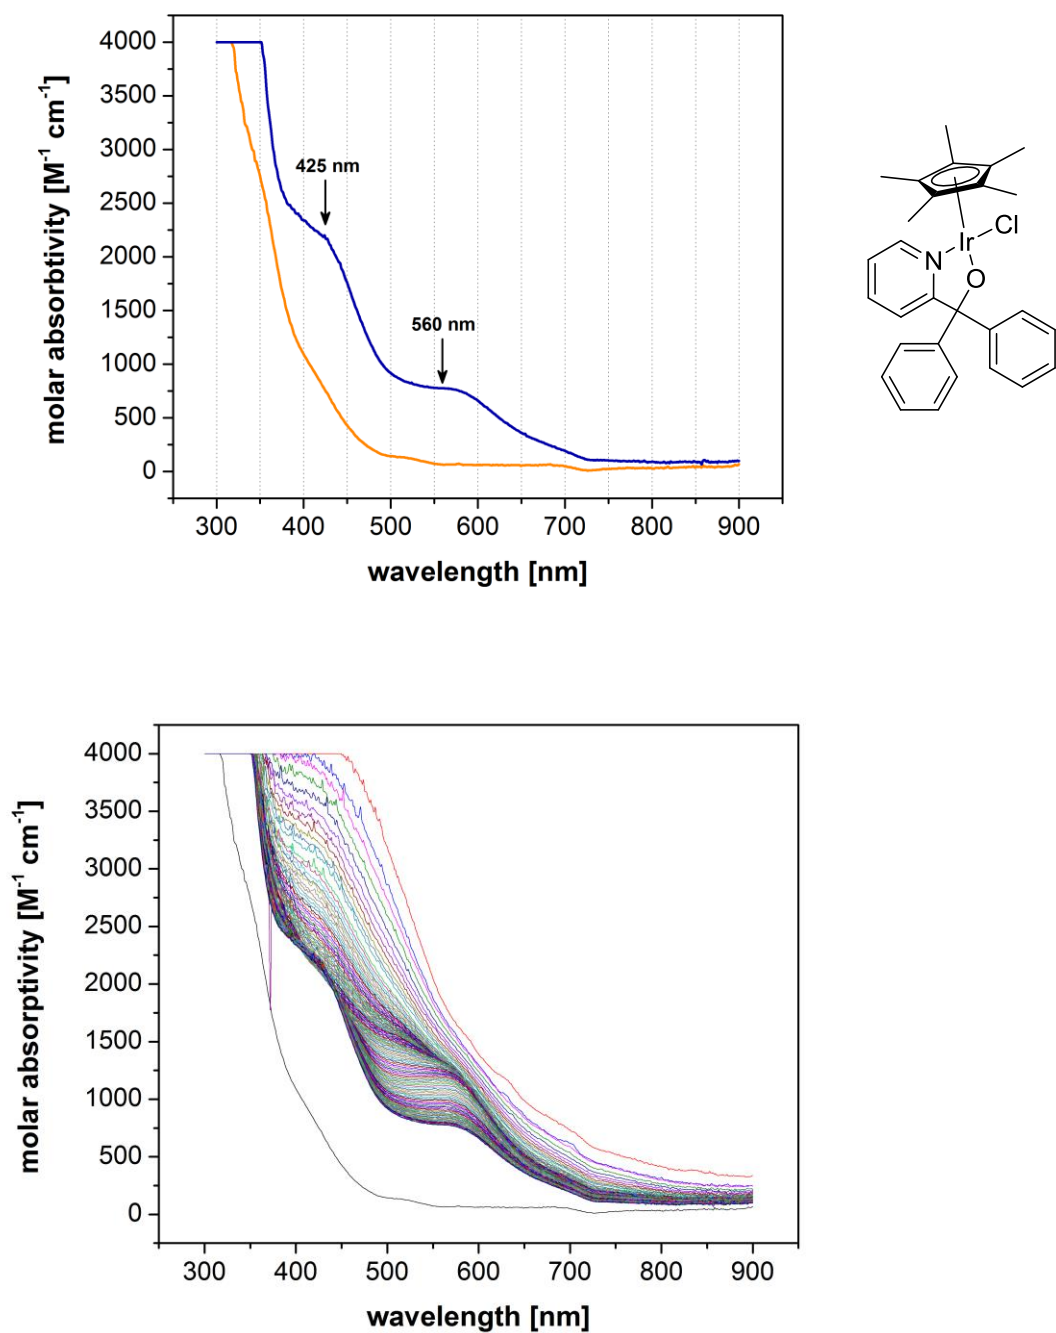 4000
3500
3000
2500
2000
1500
1000
500
0
molar absorbtivity [M⁻¹ cm⁻¹]
425 nm
560 nm
300 400 500 600 700 800 900
wavelength [nm]
Ir
Cl
N
O
4000
3500
3000
2500
2000
1500
1000
500
0
molar absorptivity [M⁻¹ cm⁻¹]
300 400 500 600 700 800 900
wavelength [nm]